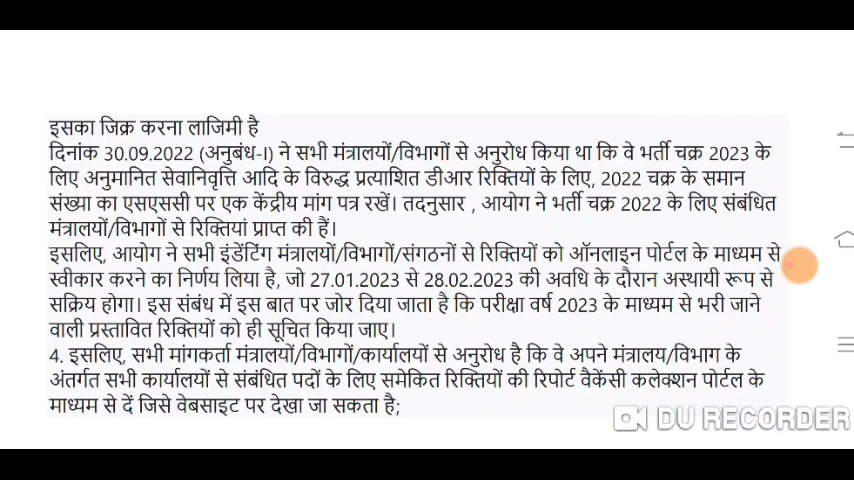 इसका जिक्र करना लाजिमी है
दिनांक 30.09.2022 (अनुबंध-I) ने सभी मंत्रालयों/विभागों से अनुरोध किया था कि वे भर्ती चक्र 2023 के
लिए अनुमानित सेवानिवृत्ति आदि के विरुद्ध प्रत्याशित डीआर रिक्तियों के लिए, 2022 चक्र के समान
संख्या का एसएससी पर एक केंद्रीय मांग पत्र रखें। तदनुसार , आयोग ने भर्ती चक्र 2022 के लिए संबंधित
मंत्रालयों/विभागों से रिक्तियां प्राप्त की हैं।
इसलिए, आयोग ने सभी इंडेंटिंग मंत्रालयों/विभागों/संगठनों से रिक्तियों को ऑनलाइन पोर्टल के माध्यम से
स्वीकार करने का निर्णय लिया है, जो 27.01.2023 से 28.02.2023 की अवधि के दौरान अस्थायी रूप से
सक्रिय होगा। इस संबंध में इस बात पर जोर दिया जाता है कि परीक्षा वर्ष 2023 के माध्यम से भरी जाने
वाली प्रस्तावित रिक्तियों को ही सूचित किया जाए।
4. इसलिए, सभी मांगकर्ता मंत्रालयों/विभागों/कार्यालयों से अनुरोध है कि वे अपने मंत्रालय/विभाग के
अंतर्गत सभी कार्यालयों से संबंधित पदों के लिए समेकित रिक्तियों की रिपोर्ट वैकेंसी कलेक्शन पोर्टल के
माध्यम से दें जिसे वेबसाइट पर देखा जा सकता है;
DU RECORDER